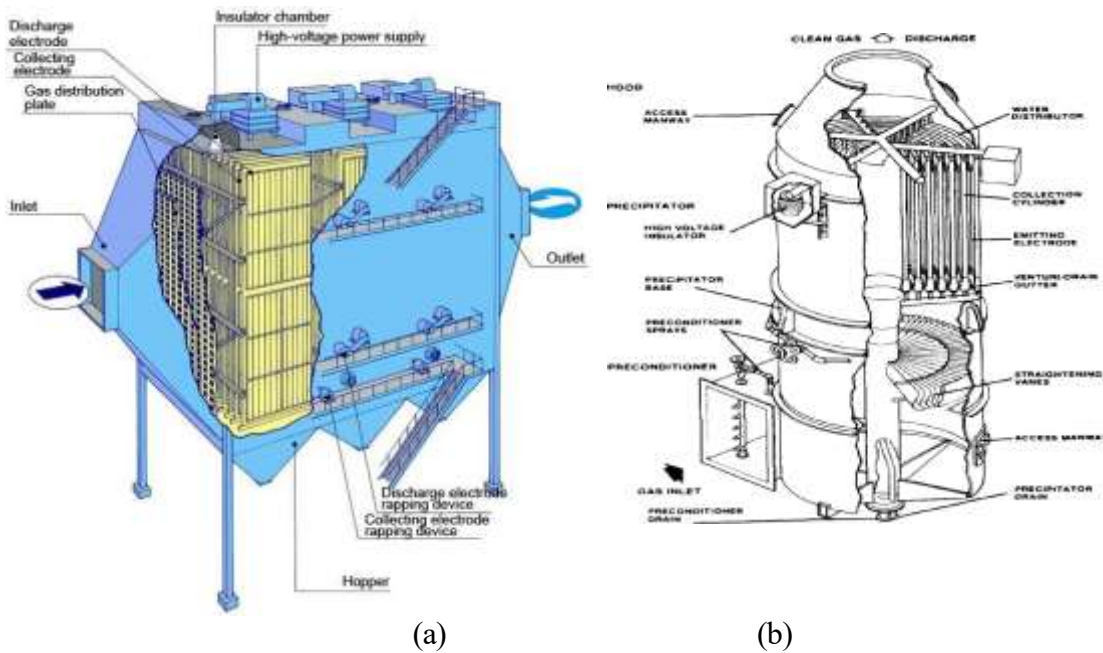 Insulator chamber
Discharge
electrode
High-voltage power supply
Collecting
electrode
Gas distribution
plate
Inlet
Outlet
Discharge electrode
rapping device
Collecting electrode
rapping device
Hopper
(a)
CLEAN GAS
DISCHARGE
HOOD
ACCESS
MANWAY
WATER
DISTRIBUTOR
PRECIPITATOR
HIGH VOLTAGE
INSULATOR
COLLECTION
CYLINDER
EMITTING
ELECTRODE
PRECIPITATOR
BASE
VENTURI-DRAIN
GUTTER
PRECONDITIONER
SPRAYS
PRECONDITIONER
STRAIGHTENING
VANES
ACCESS MANWAY
GAS INLET
PRECONDITIONER
DRAIN
PRECIPITATOR
DRAIN
(b)